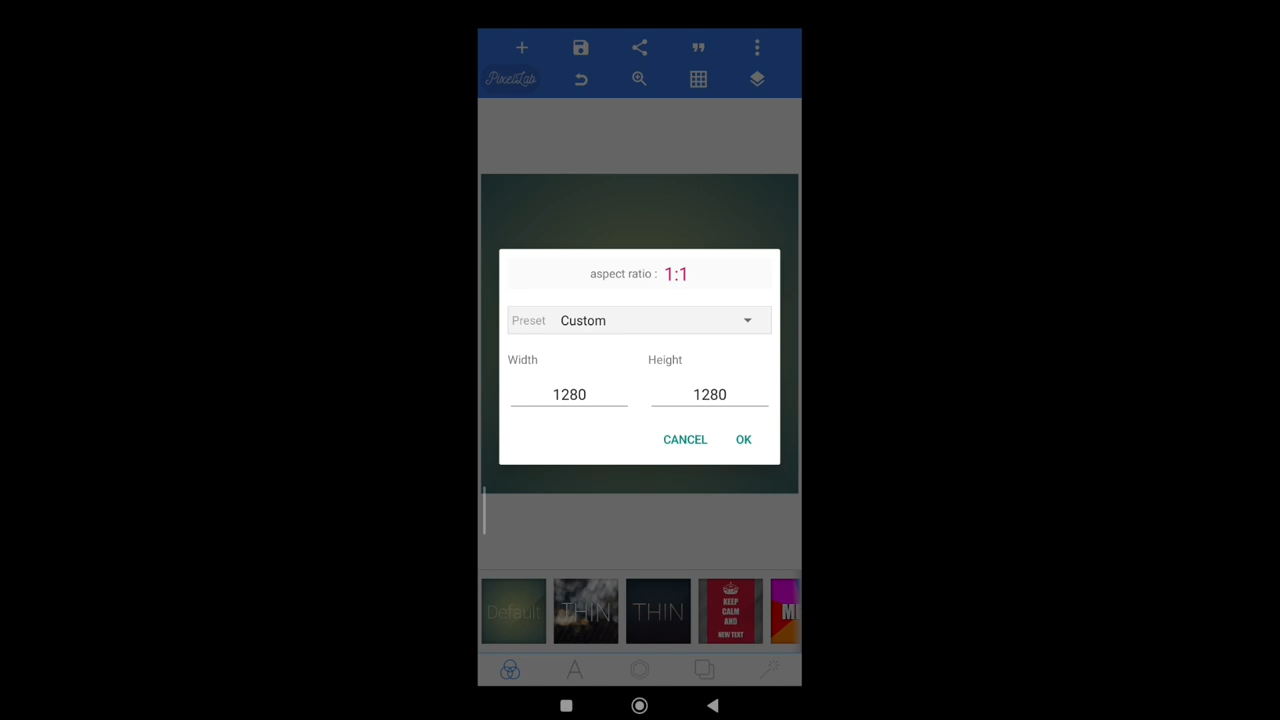 PixelLab
aspect ratio : 1:1
Preset Custom
Width Height
1280 1280
CANCEL OK
Default THIN THIN KEEP
CALM
AND
NEW TEXT